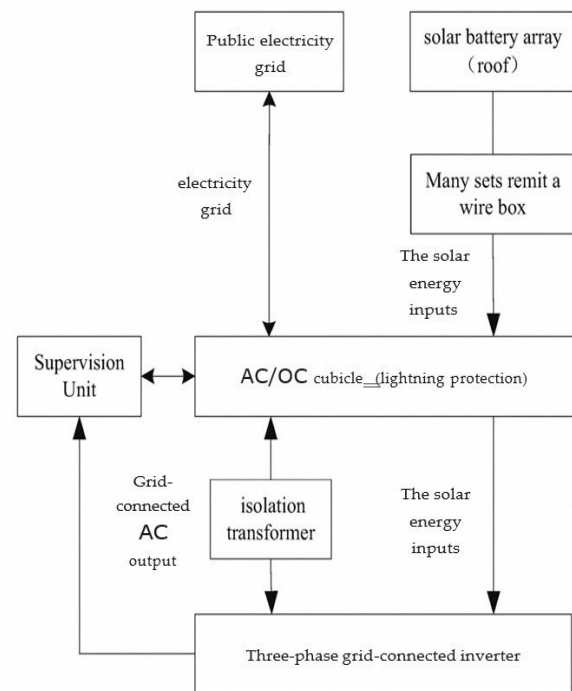 Public electricity
grid
solar battery array
（roof）
electricity
grid
Many sets remit a
wire box
The solar
energy
inputs
Supervision
Unit
AC/OC cubicle_(lightning protection)
Grid-
connected
AC
output
isolation
transformer
The solar
energy
inputs
Three-phase grid-connected inverter